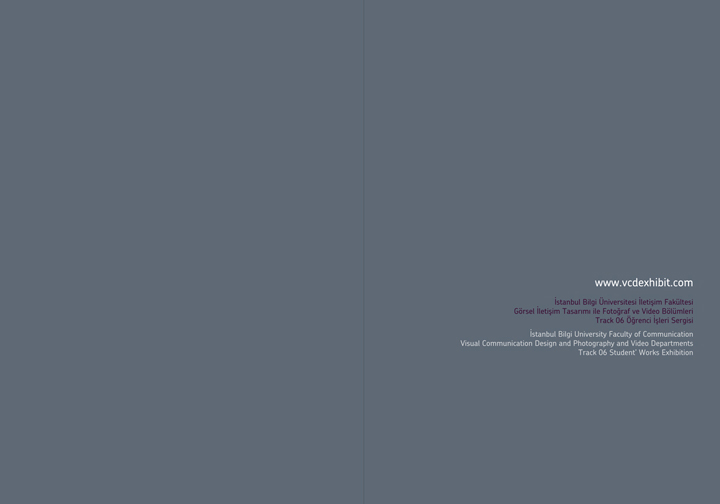 www.vcdexhibit.com
İstanbul Bilgi Üniversitesi İletişim Fakültesi
Görsel İletişim Tasarımı ile Fotoğraf ve Video Bölümleri
Track 06 Öğrenci İşleri Sergisi
İstanbul Bilgi University Faculty of Communication
Visual Communication Design and Photography and Video Departments
Track 06 Student' Works Exhibition